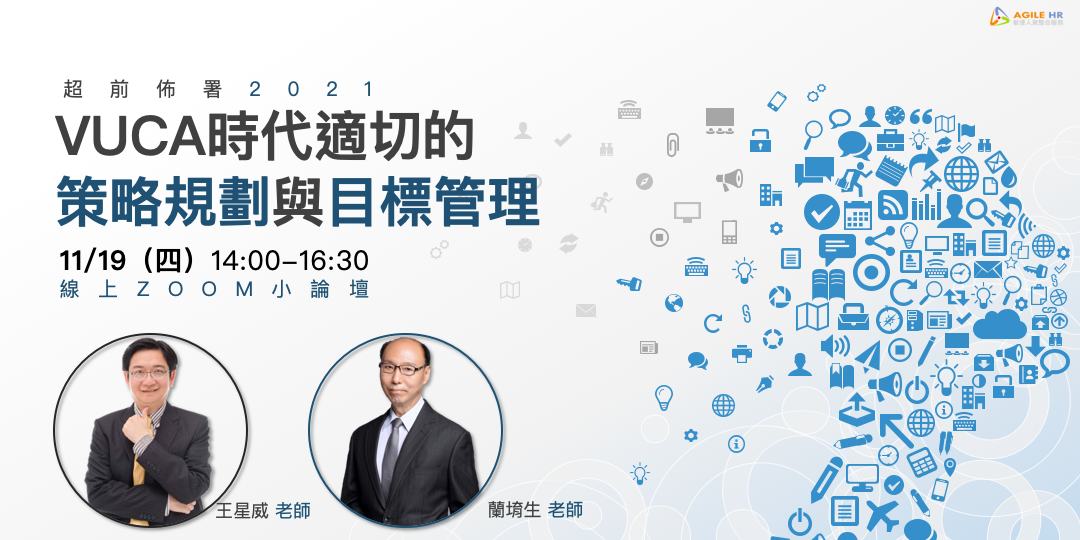 AGILE HR
超前佈署2021
VUCA時代適切的
策略規劃與目標管理
11/19（四）14:00–16:30
線上ZOOM小論壇
王星威 老師
蘭堉生 老師